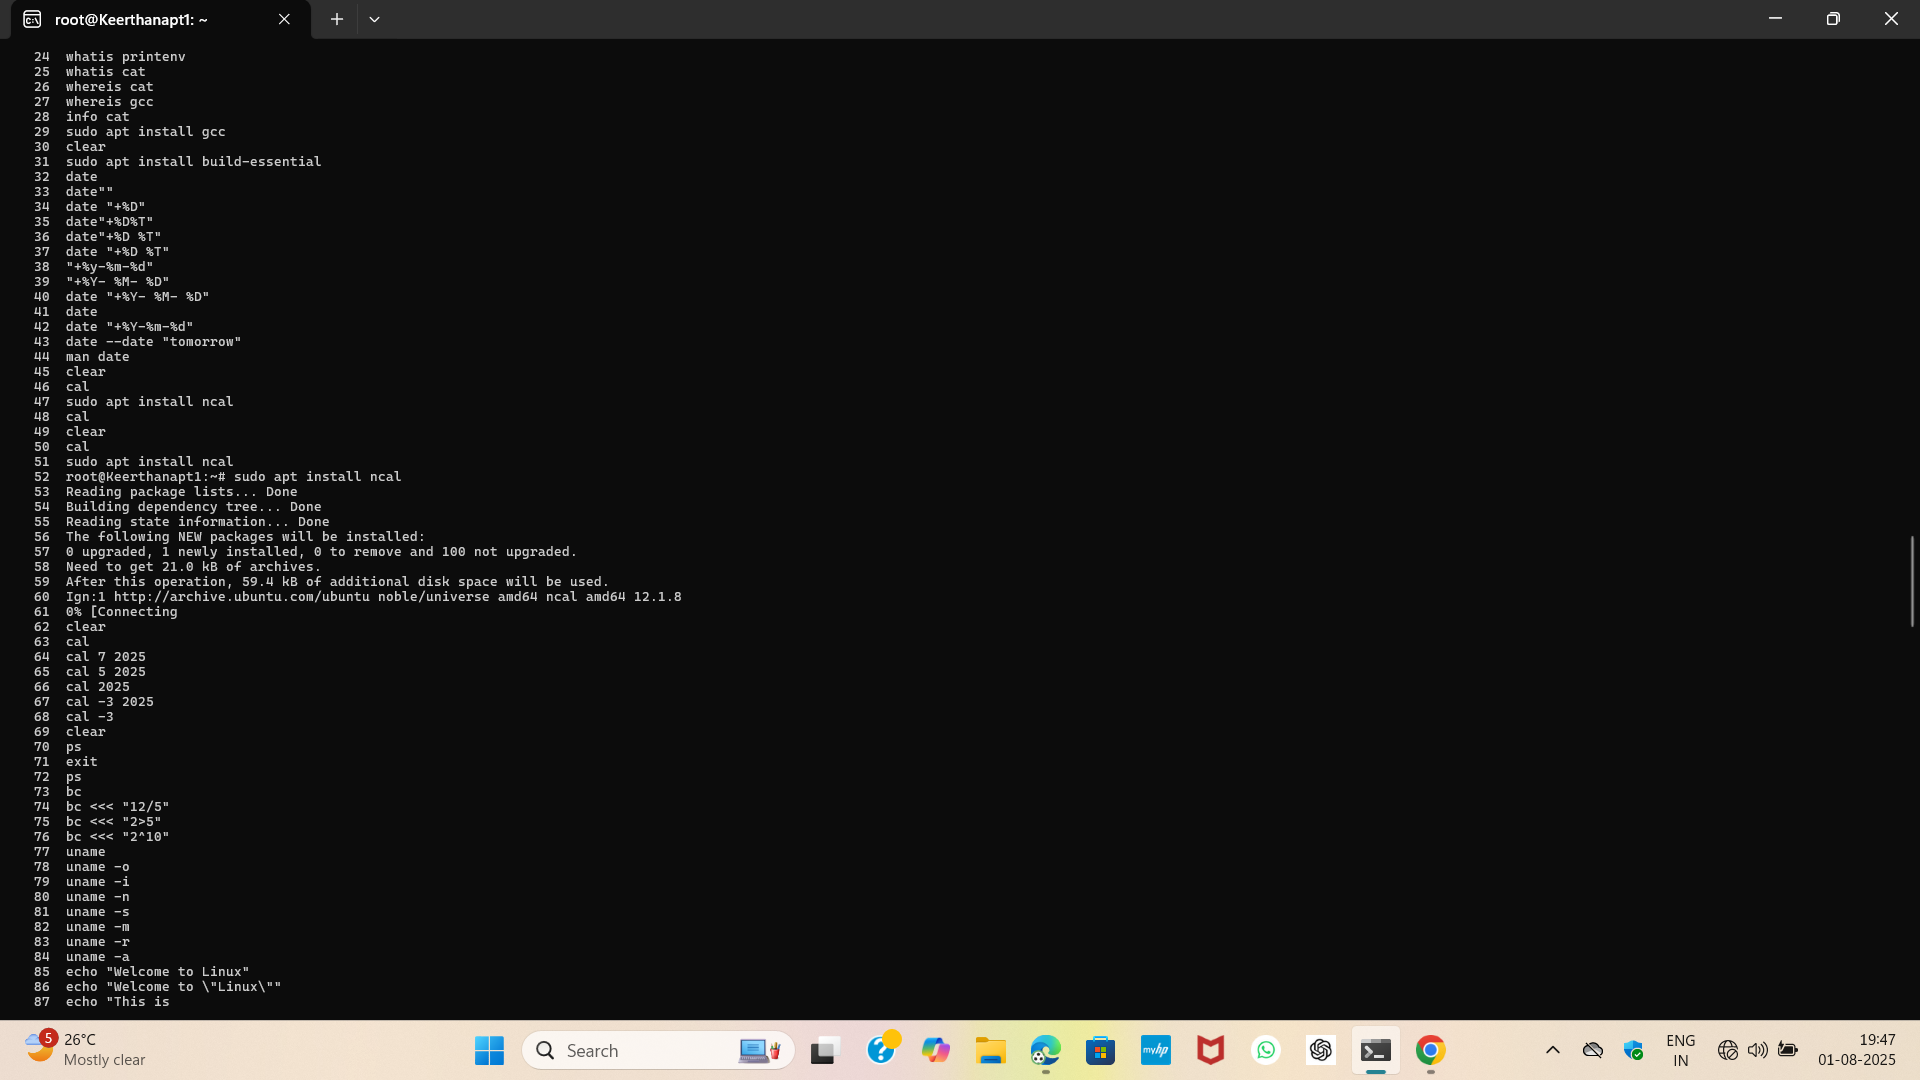 root@Keerthanapt1: ~
24 whatis printenv
25 whatis cat
26 whereis cat
27 whereis gcc
28 info cat
29 sudo apt install gcc
30 clear
31 sudo apt install build-essential
32 date
33 date""
34 date "+%D"
35 date"+%D%T"
36 date"+%D %T"
37 date "+%D %T"
38 "+%y-%m-%d"
39 "+%Y- %M- %D"
40 date "+%Y- %M- %D"
41 date
42 date "+%Y-%m-%d"
43 date --date "tomorrow"
44 man date
45 clear
46 cal
47 sudo apt install ncal
48 cal
49 clear
50 cal
51 sudo apt install ncal
52 root@Keerthanapt1:~# sudo apt install ncal
53 Reading package lists... Done
54 Building dependency tree... Done
55 Reading state information... Done
56 The following NEW packages will be installed:
57 0 upgraded, 1 newly installed, 0 to remove and 100 not upgraded.
58 Need to get 21.0 kB of archives.
59 After this operation, 59.4 kB of additional disk space will be used.
60 Ign:1 http://archive.ubuntu.com/ubuntu noble/universe amd64 ncal amd64 12.1.8
61 0% [Connecting
62 clear
63 cal
64 cal 7 2025
65 cal 5 2025
66 cal 2025
67 cal -3 2025
68 cal -3
69 clear
70 ps
71 exit
72 ps
73 bc
74 bc <<< "12/5"
75 bc <<< "2>5"
76 bc <<< "2^10"
77 uname
78 uname -o
79 uname -i
80 uname -n
81 uname -s
82 uname -m
83 uname -r
84 uname -a
85 echo "Welcome to Linux"
86 echo "Welcome to \"Linux\""
87 echo "This is
5
26°C
Mostly clear
Search
myhp
ENG
IN
19:47
01-08-2025